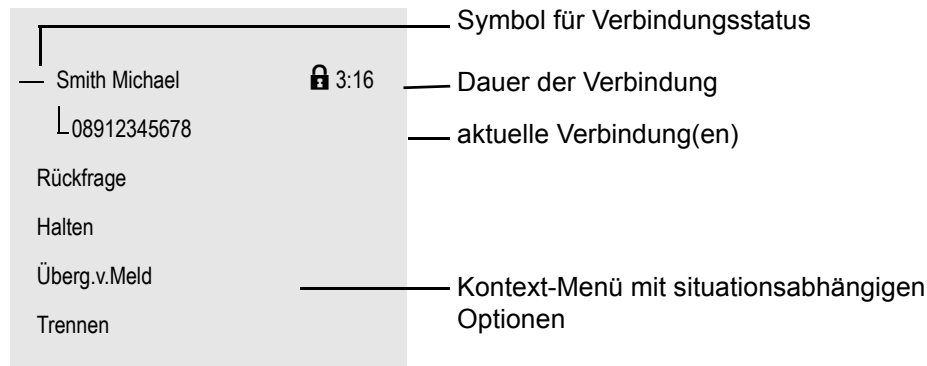 Symbol für Verbindungsstatus
Smith Michael 3:16
Dauer der Verbindung
08912345678
aktuelle Verbindung(en)
Rückfrage
Halten
Überg.v.Meld
Kontext-Menü mit situationsabhängigen
Optionen
Trennen